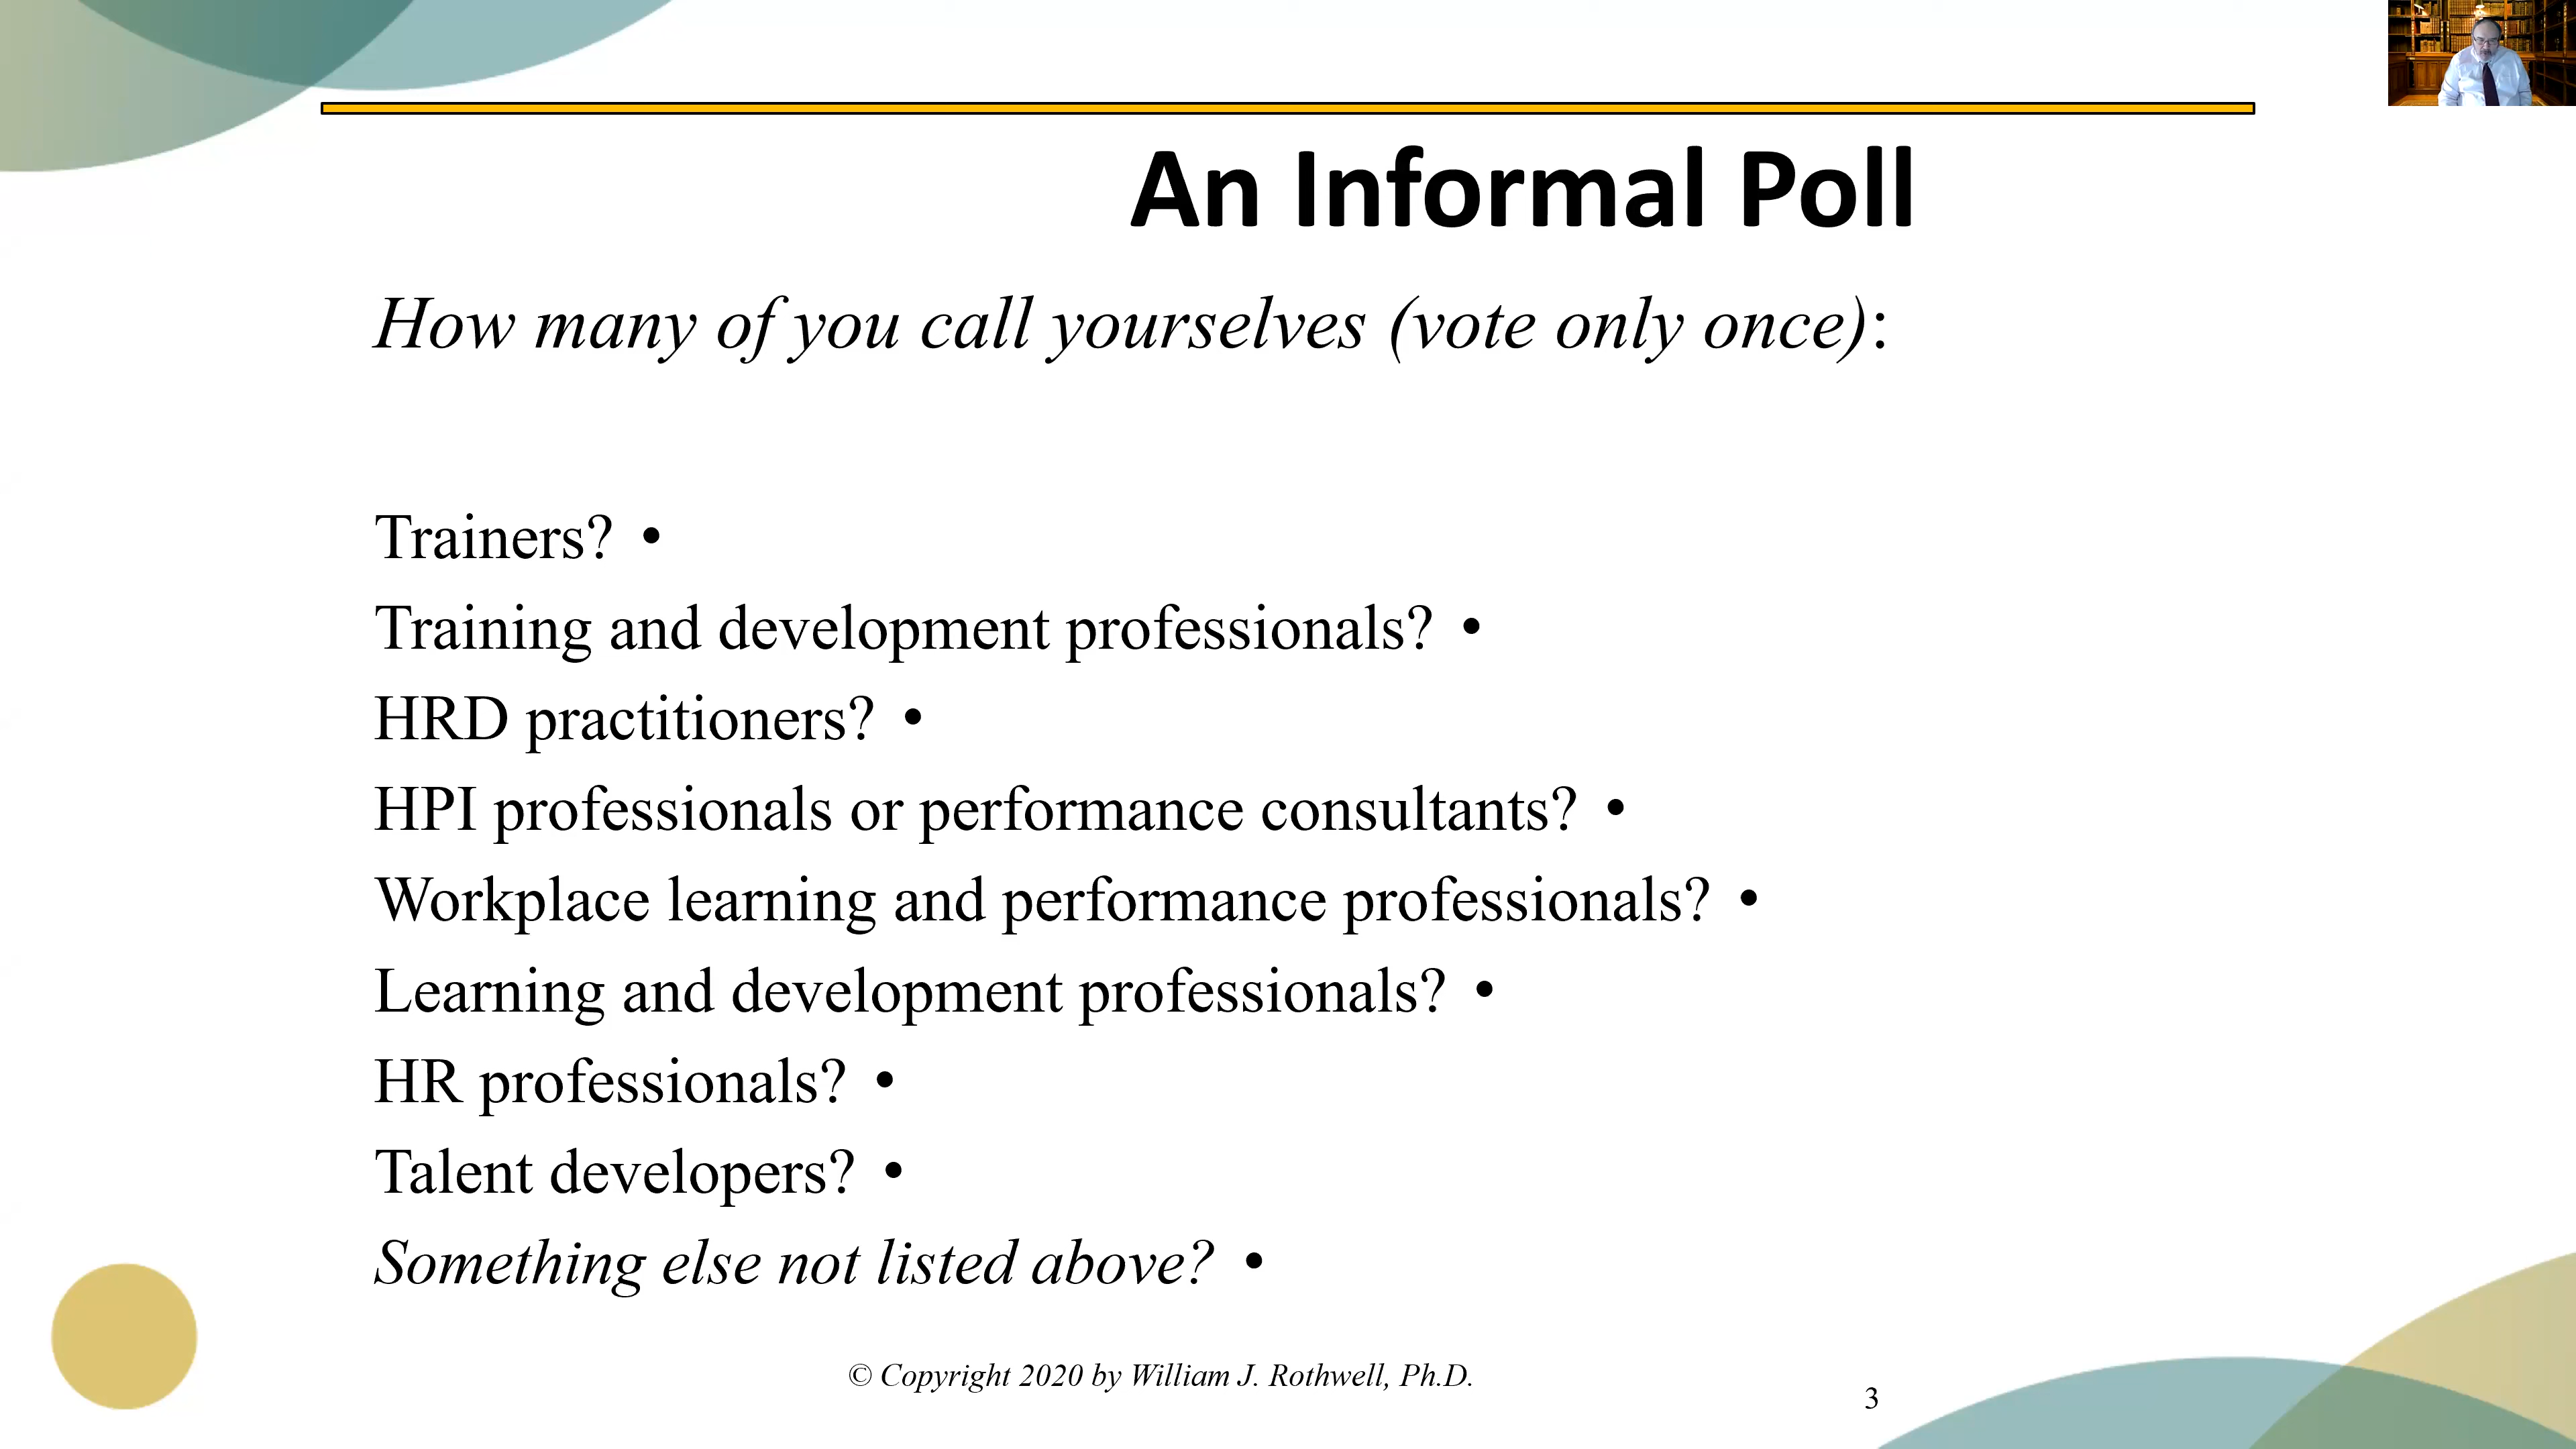 An Informal Poll
How many of you call yourselves (vote only once):
Trainers? •
Training and development professionals? •
HRD practitioners? •
HPI professionals or performance consultants? •
Workplace learning and performance professionals? •
Learning and development professionals? •
HR professionals? •
Talent developers? •
Something else not listed above? •
© Copyright 2020 by William J. Rothwell, Ph.D.
3